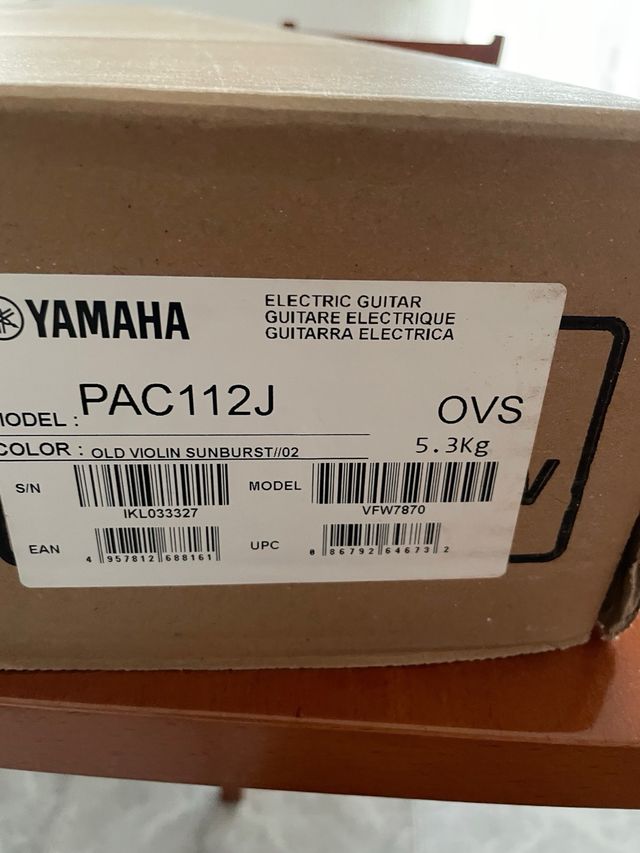 YAMAHA
ELECTRIC GUITAR
GUITARE ELECTRIQUE
GUITARRA ELECTRICA
MODEL : PAC112J OVS
COLOR : OLD VIOLIN SUNBURST//02 5.3Kg
S/N IKL033327 MODEL VFW7870
EAN 4 957812 688161 UPC 0 86792 64673 2